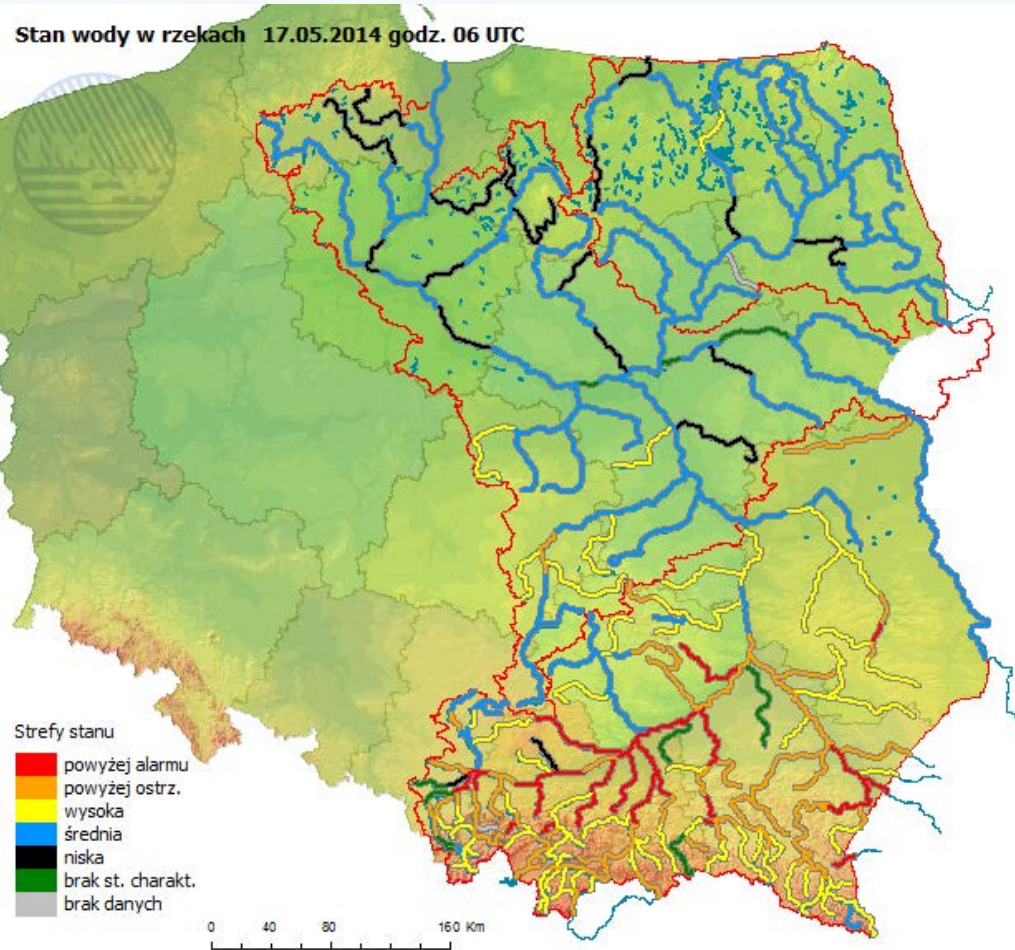 Stan wody w rzekach 17.05.2014 godz. 06 UTC
Strefy stanu
powyżej alarmu
powyżej ostrz.
wysoka
średnia
niska
brak st. charakt.
brak danych
0 40 80 160 Km